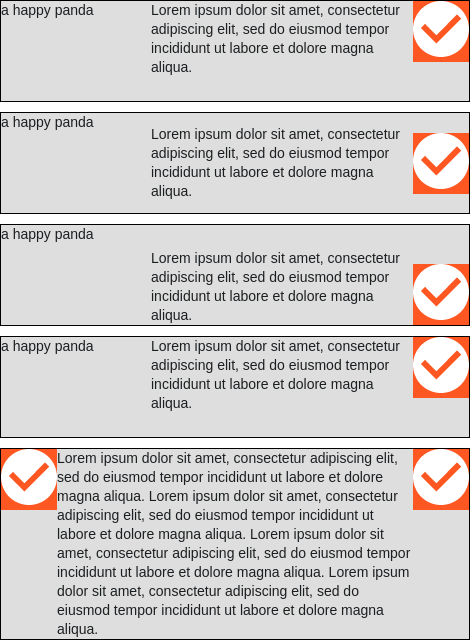 a happy panda
Lorem ipsum dolor sit amet, consectetur
adipiscing elit, sed do eiusmod tempor
incididunt ut labore et dolore magna
aliqua.
a happy panda
Lorem ipsum dolor sit amet, consectetur
adipiscing elit, sed do eiusmod tempor
incididunt ut labore et dolore magna
aliqua.
a happy panda
Lorem ipsum dolor sit amet, consectetur
adipiscing elit, sed do eiusmod tempor
incididunt ut labore et dolore magna
aliqua.
a happy panda
Lorem ipsum dolor sit amet, consectetur
adipiscing elit, sed do eiusmod tempor
incididunt ut labore et dolore magna
aliqua.
Lorem ipsum dolor sit amet, consectetur adipiscing elit,
sed do eiusmod tempor incididunt ut labore et dolore
magna aliqua. Lorem ipsum dolor sit amet, consectetur
adipiscing elit, sed do eiusmod tempor incididunt ut
labore et dolore magna aliqua. Lorem ipsum dolor sit
amet, consectetur adipiscing elit, sed do eiusmod tempor
incididunt ut labore et dolore magna aliqua. Lorem ipsum
dolor sit amet, consectetur adipiscing elit, sed do
eiusmod tempor incididunt ut labore et dolore magna
aliqua.